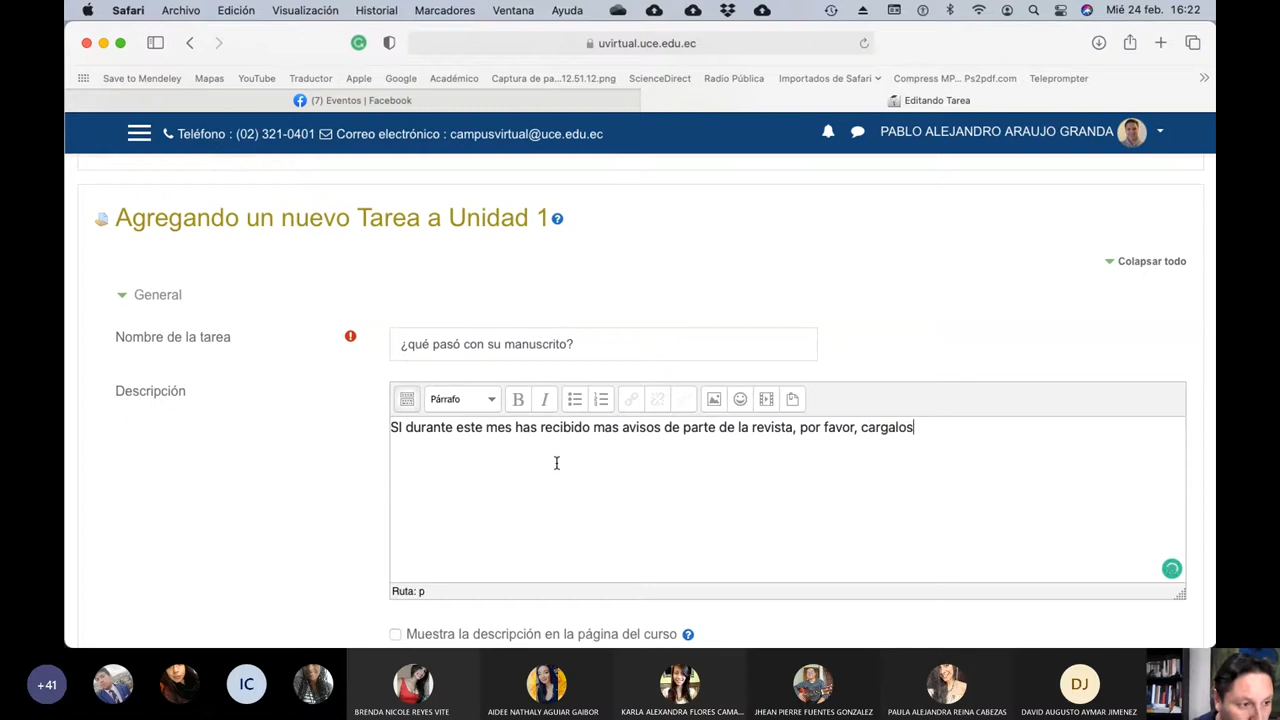 Safari Archivo Edición Visualización Historial Marcadores Ventana Ayuda Mié 24 feb. 16:22
uvirtual.uce.edu.ec
Save to Mendeley Mapas YouTube Traductor Apple Google Académico Captura de pa...12.51.12.png ScienceDirect Radio Pública Importados de Safari Compress MP... Ps2pdf.com Teleprompter
(7) Eventos | Facebook Editando Tarea
Teléfono : (02) 321-0401 Correo electrónico : campusvirtual@uce.edu.ec PABLO ALEJANDRO ARAUJO GRANDA
Agregando un nuevo Tarea a Unidad 1
Colapsar todo
General
Nombre de la tarea ¿qué pasó con su manuscrito?
Descripción
Párrafo B I
SI durante este mes has recibido mas avisos de parte de la revista, por favor, cargalos
Ruta: p
Muestra la descripción en la página del curso
+41 IC DJ
BRENDA NICOLE REYES VITE AIDEE NATHALY AGUIAR GAIBOR KARLA ALEXANDRA FLORES CAMA... JHEAN PIERRE FUENTES GONZALEZ PAULA ALEJANDRA REINA CABEZAS DAVID AUGUSTO AYMAR JIMENEZ